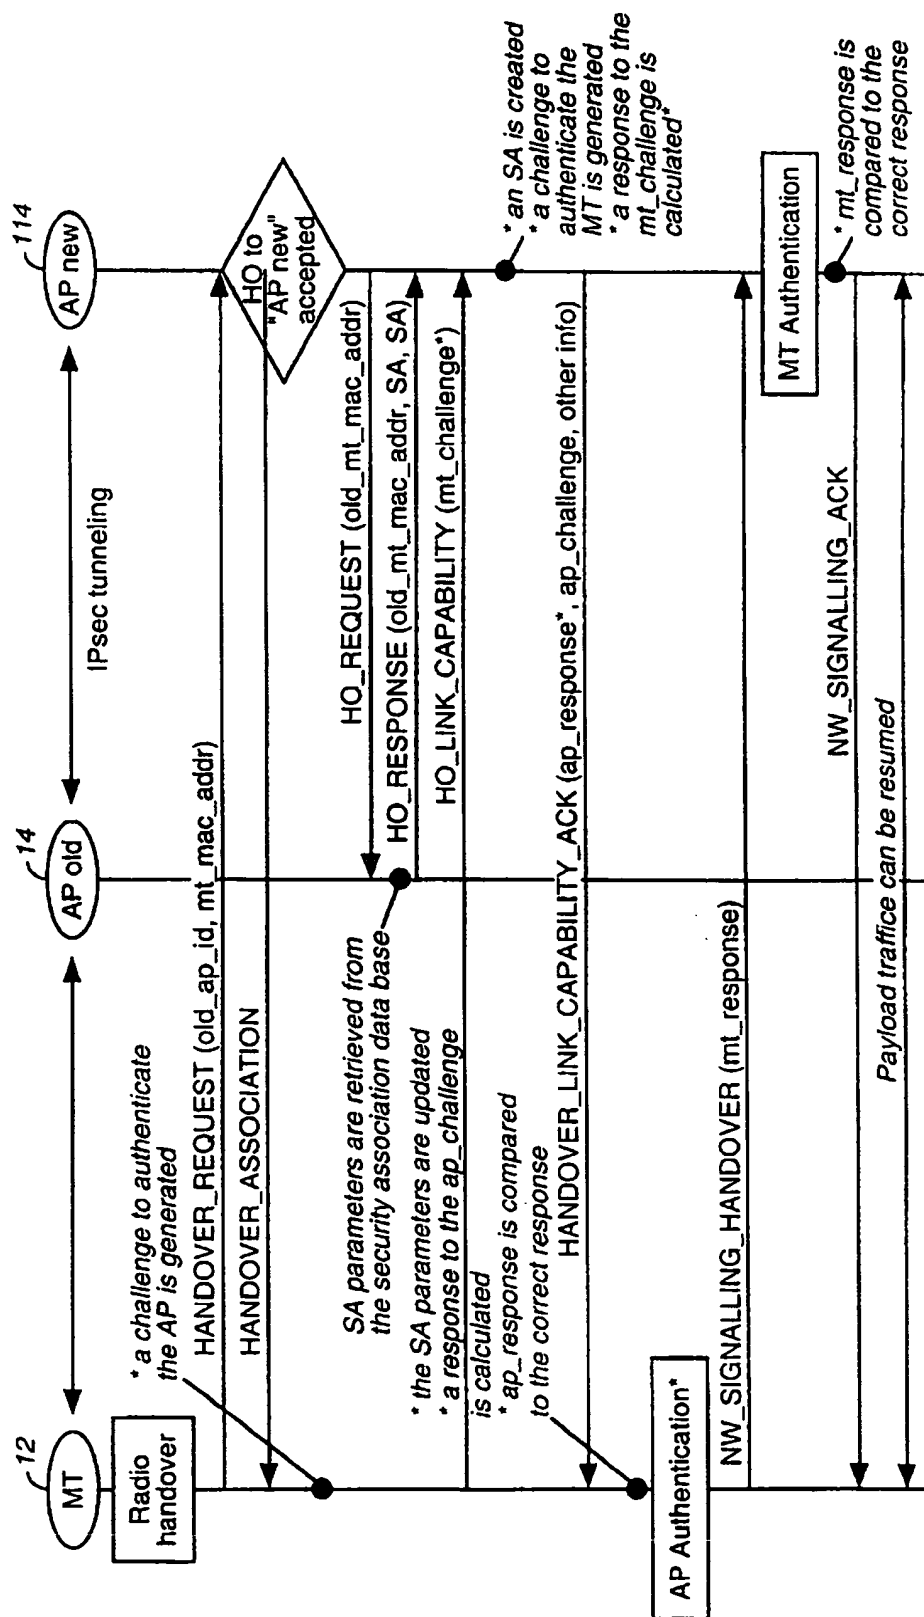 12
MT
14
AP old
114
AP new
IPsec tunneling
Radio
handover
* a challenge to authenticate
the AP is generated
HANDOVER_REQUEST (old_ap_id, mt_mac_addr)
HANDOVER_ASSOCIATION
HO to
"AP new"
accepted
HO_REQUEST (old_mt_mac_addr)
SA parameters are retrieved from
the security association data base
HO_RESPONSE (old_mt_mac_addr, SA, SA)
HO_LINK_CAPABILITY (mt_challenge*)
* an SA is created
* a challenge to
authenticate the
MT is generated
* a response to the
mt_challenge is
calculated*
* the SA parameters are updated
* a response to the ap_challenge
is calculated
* ap_response is compared
to the correct response
HANDOVER_LINK_CAPABILITY_ACK (ap_response*, ap_challenge, other info)
AP Authentication*
NW_SIGNALLING_HANDOVER (mt_response)
MT Authentication
* mt_response is
compared to the
correct response
NW_SIGNALLING_ACK
Payload traffice can be resumed